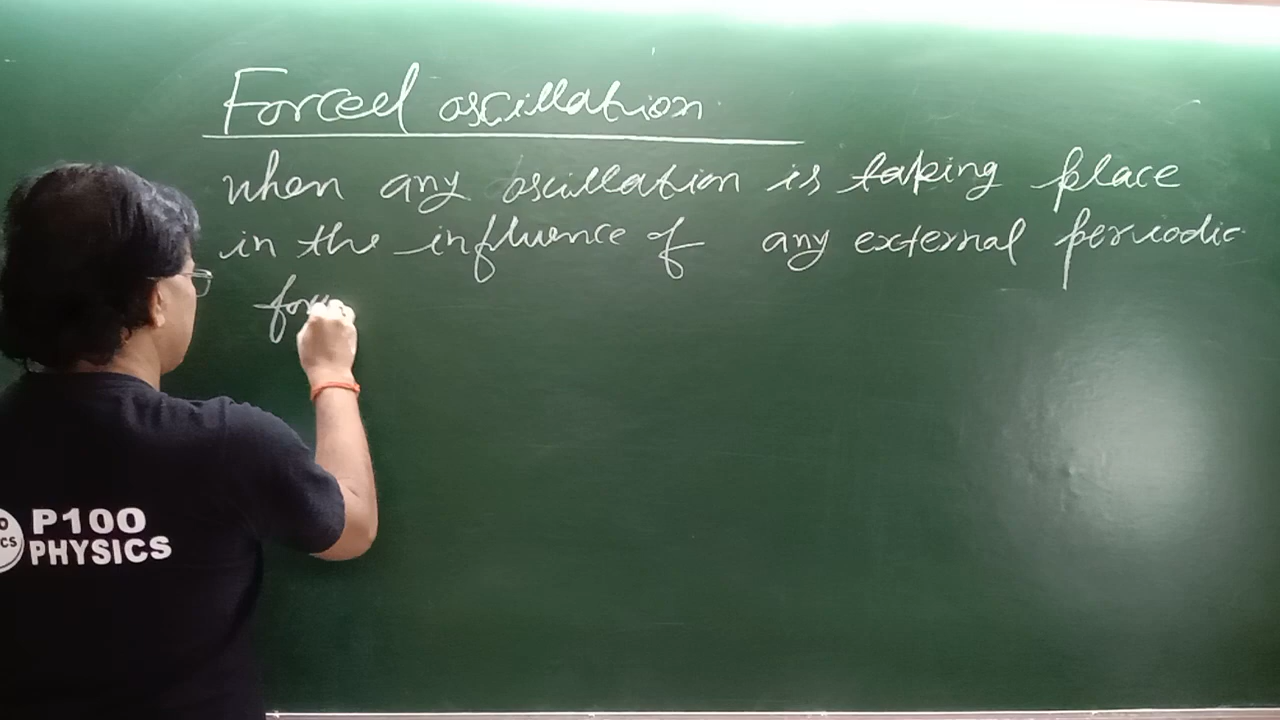 Forced oscillation
when any oscillation is taking place
in the influence of any external periodic
P100
PHYSICS